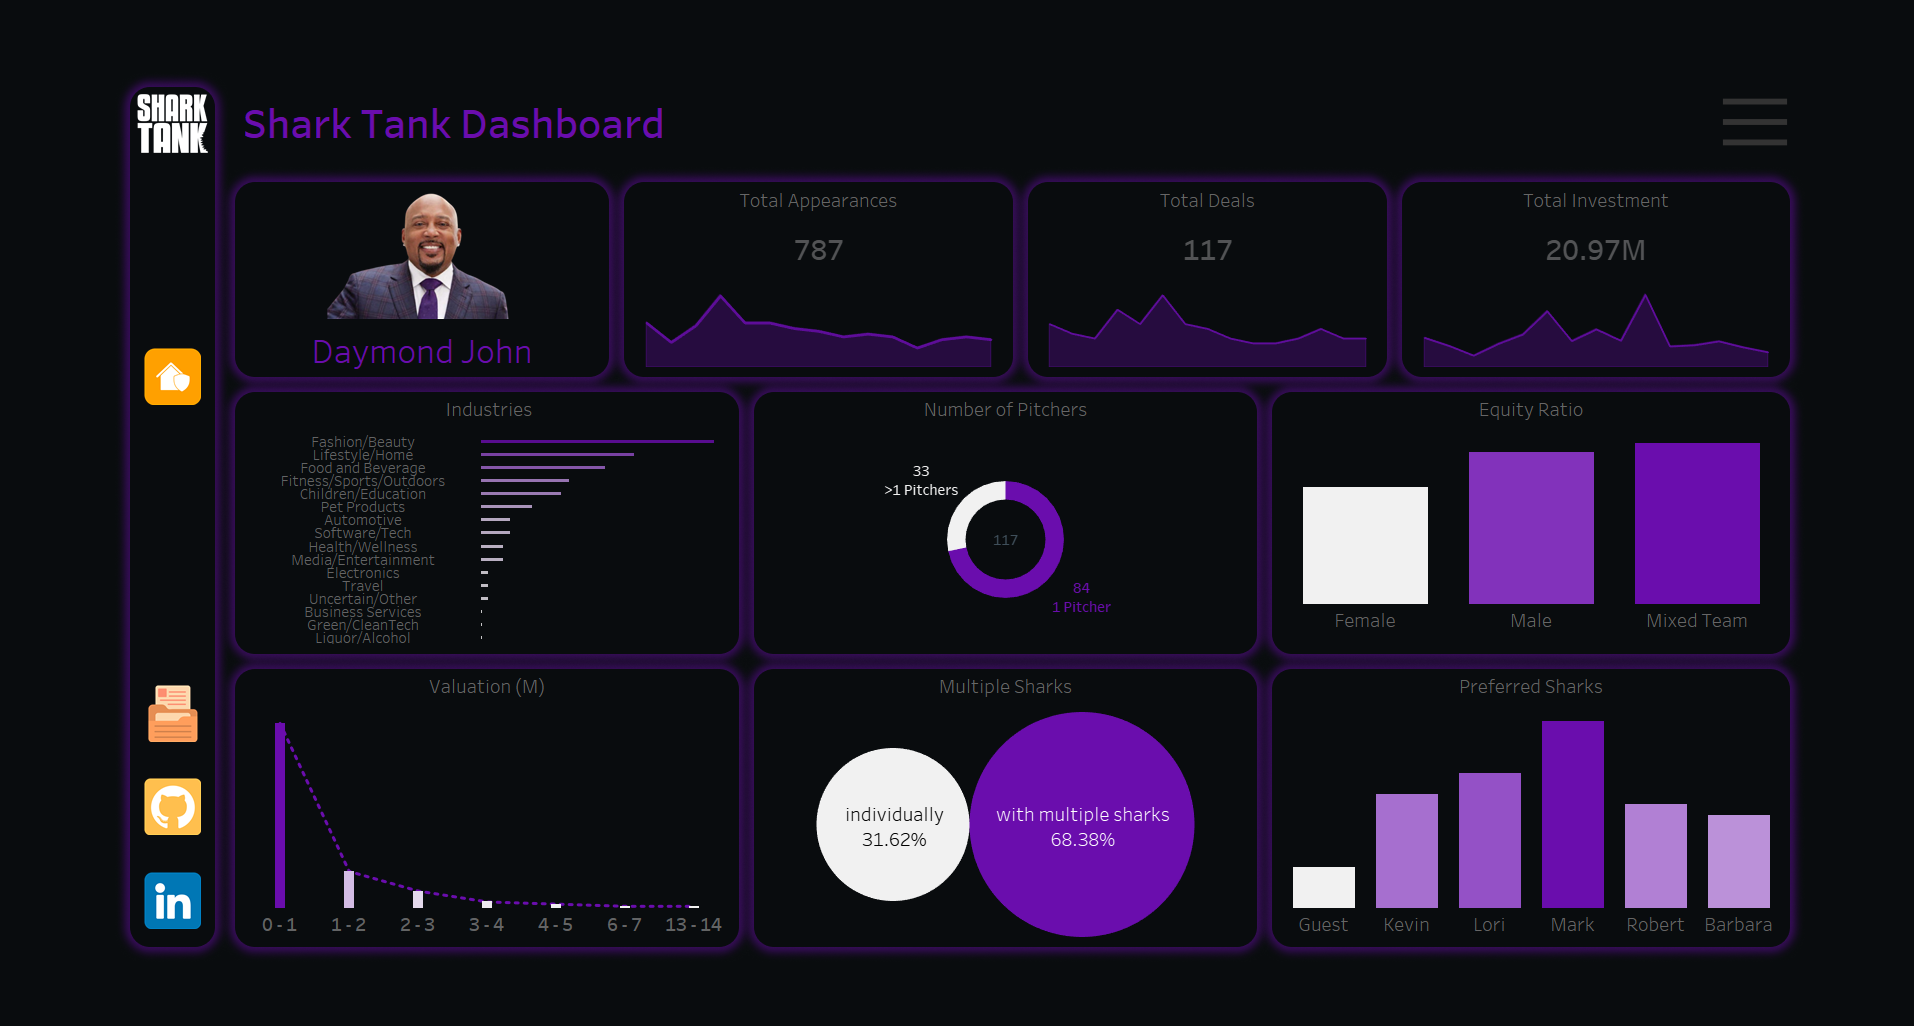 SHARK
TANK
Shark Tank Dashboard
Daymond John
Total Appearances
787
Total Deals
117
Total Investment
20.97M
Industries
Fashion/Beauty
Lifestyle/Home
Food and Beverage
Fitness/Sports/Outdoors
Children/Education
Pet Products
Automotive
Software/Tech
Health/Wellness
Media/Entertainment
Electronics
Travel
Uncertain/Other
Business Services
Green/CleanTech
Liquor/Alcohol
Number of Pitchers
33
>1 Pitchers
117
84
1 Pitcher
Equity Ratio
Female Male Mixed Team
Valuation (M)
0 - 1 1 - 2 2 - 3 3 - 4 4 - 5 6 - 7 13 - 14
Multiple Sharks
individually
31.62%
with multiple sharks
68.38%
Preferred Sharks
Guest Kevin Lori Mark Robert Barbara
in